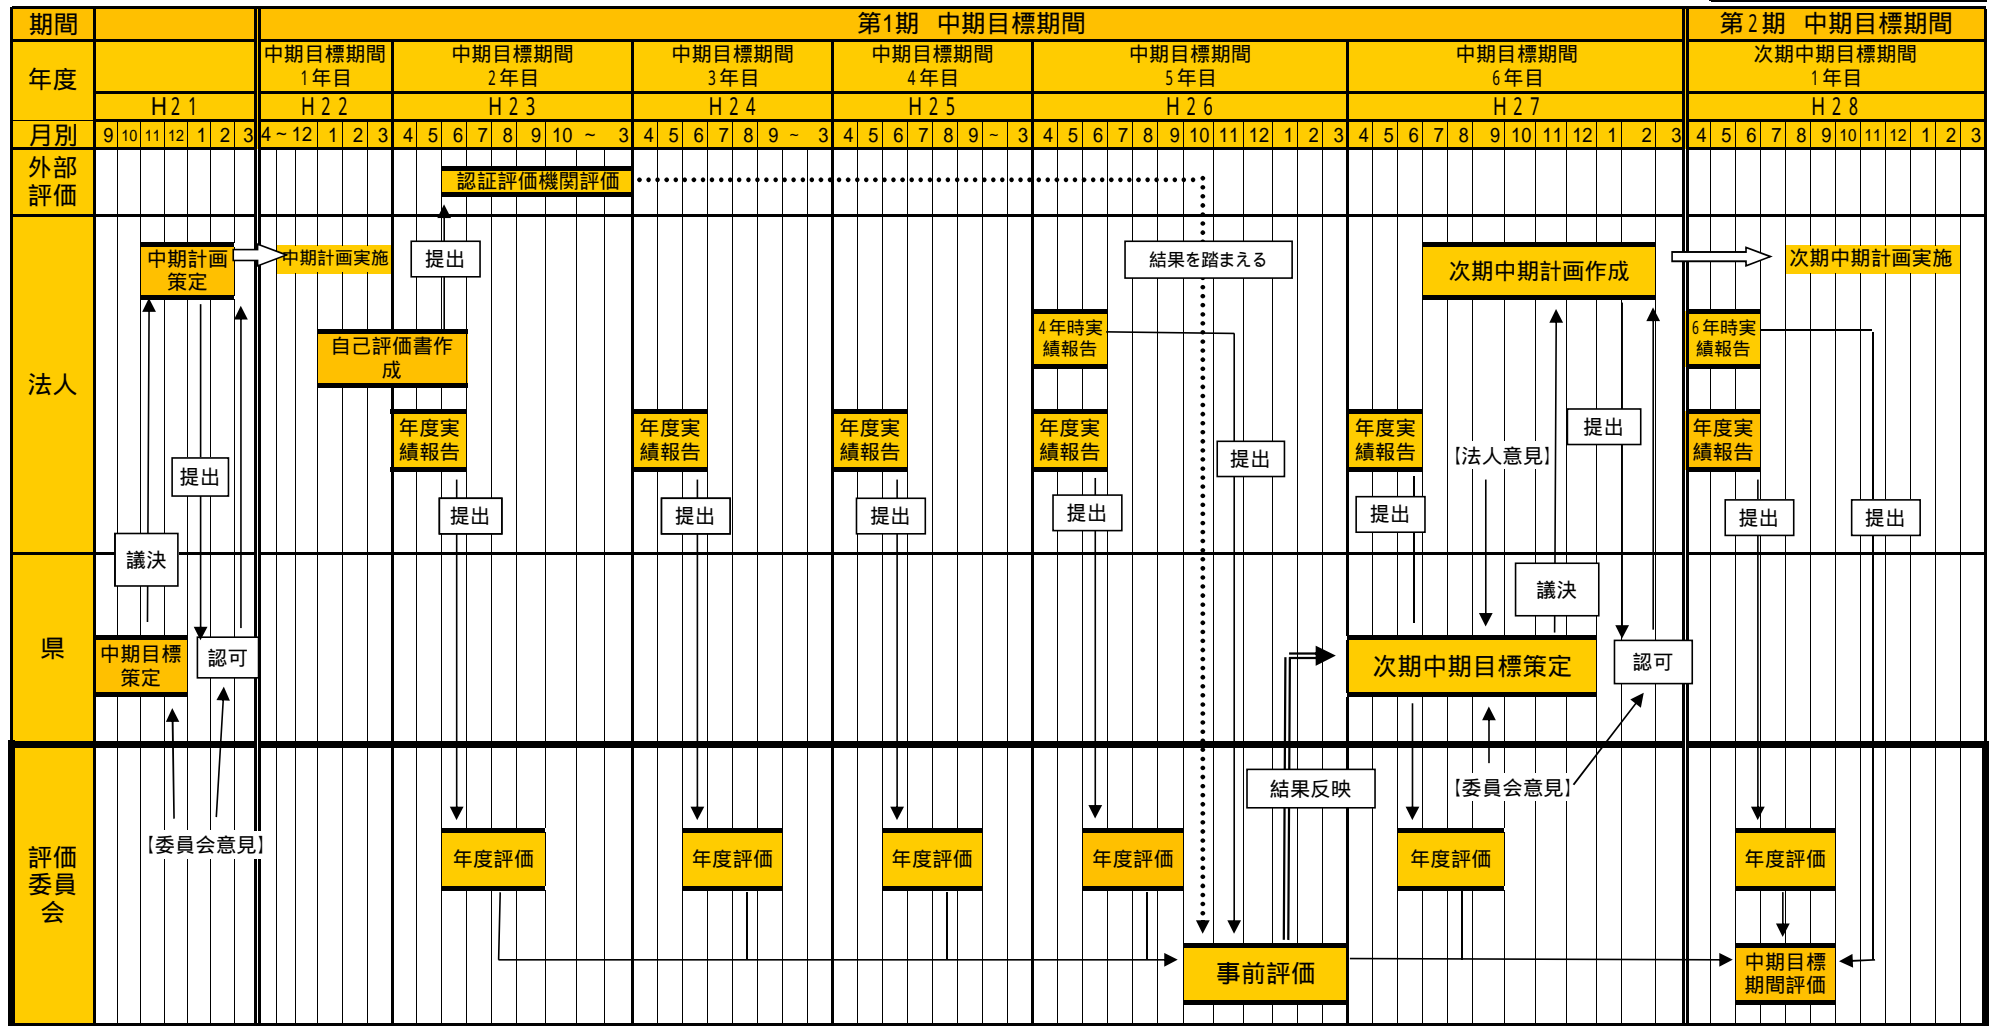 期間
第1期 中期目標期間
第2期 中期目標期間
年度
中期目標期間
1年目
中期目標期間
2年目
中期目標期間
3年目
中期目標期間
4年目
中期目標期間
5年目
中期目標期間
6年目
次期中期目標期間
1年目
H21
H22
H23
H24
H25
H26
H27
H28
月別
9 10 11 12 1 2 3
4~12 1 2 3
4 5 6 7 8 9 10 ~ 3
4 5 6 7 8 9 ~ 3
4 5 6 7 8 9 ~ 3
4 5 6 7 8 9 10 11 12 1 2 3
4 5 6 7 8 9 10 11 12 1 2 3
4 5 6 7 8 9 10 11 12 1 2 3
外部
評価
認証評価機関評価
法人
中期計画
策定
中期計画実施
提出
結果を踏まえる
次期中期計画作成
次期中期計画実施
自己評価書作
成
4年時実
績報告
6年時実
績報告
年度実
績報告
年度実
績報告
年度実
績報告
年度実
績報告
年度実
績報告
年度実
績報告
提出
【法人意見】
提出
提出
提出
提出
提出
提出
提出
提出
提出
議決
議決
県
中期目標
策定
認可
次期中期目標策定
認可
評価
委員
会
結果反映
【委員会意見】
【委員会意見】
年度評価
年度評価
年度評価
年度評価
年度評価
年度評価
事前評価
中期目標
期間評価